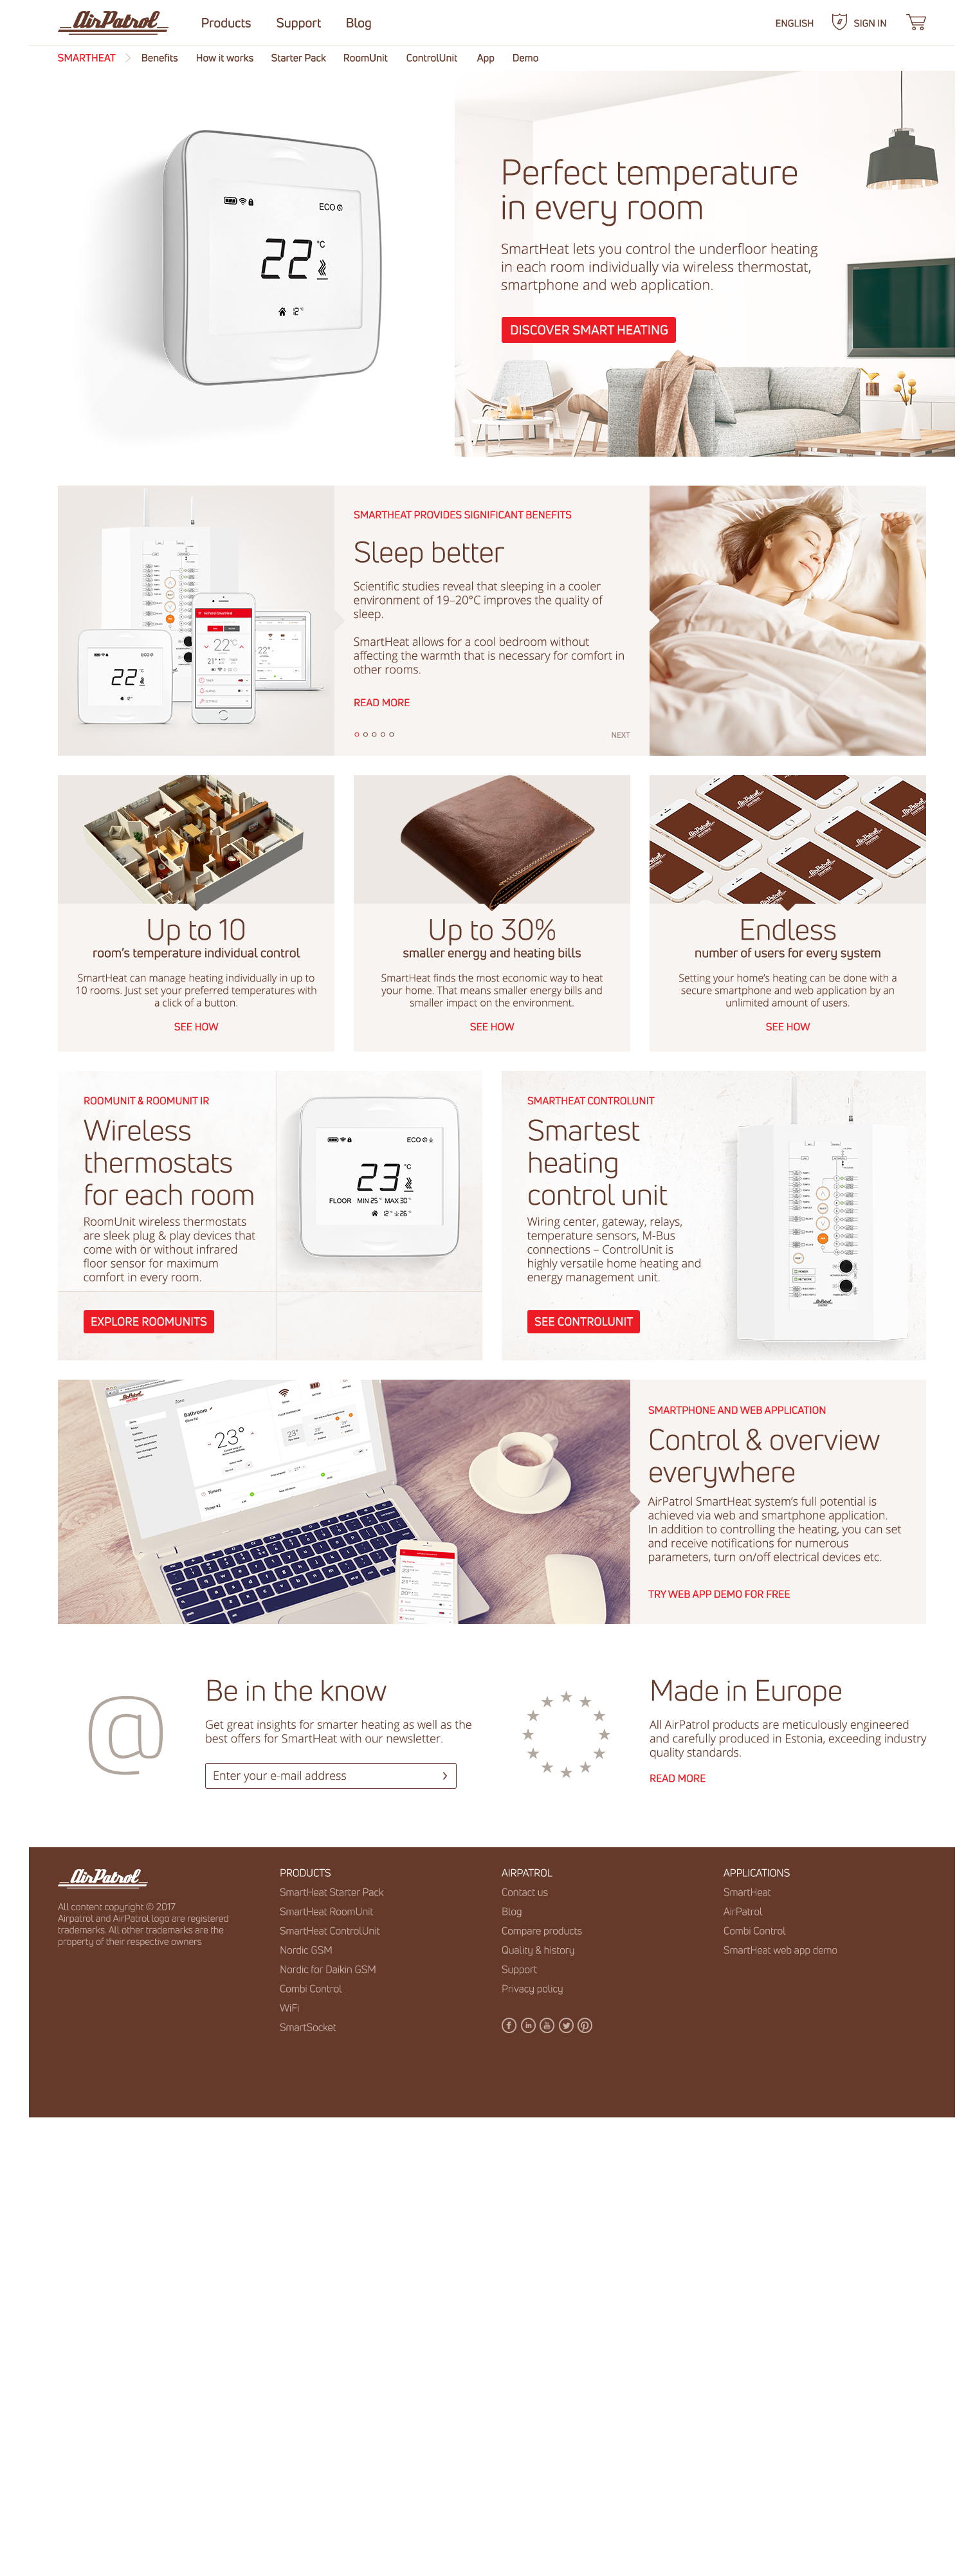 AirPatrol
Products
Support
Blog
ENGLISH
SIGN IN
SMARTHEAT
Benefits
How it works
Starter Pack
RoomUnit
ControlUnit
App
Demo
ECO
22 °C
12 °C
Perfect temperature
in every room
SmartHeat lets you control the underfloor heating
in each room individually via wireless thermostat,
smartphone and web application.
DISCOVER SMART HEATING
ECO
22
22°C
SMARTHEAT PROVIDES SIGNIFICANT BENEFITS
Sleep better
Scientific studies reveal that sleeping in a cooler
environment of 19–20°C improves the quality of
sleep.
SmartHeat allows for a cool bedroom without
affecting the warmth that is necessary for comfort in
other rooms.
READ MORE
NEXT
AirPatrol
AirPatrol
AirPatrol
AirPatrol
Up to 10
room's temperature individual control
SmartHeat can manage heating individually in up to
10 rooms. Just set your preferred temperatures with
a click of a button.
SEE HOW
Up to 30%
smaller energy and heating bills
SmartHeat finds the most economic way to heat
your home. That means smaller energy bills and
smaller impact on the environment.
SEE HOW
Endless
number of users for every system
Setting your home's heating can be done with a
secure smartphone and web application by an
unlimited amount of users.
SEE HOW
ROOMUNIT & ROOMUNIT IR
Wireless
thermostats
for each room
RoomUnit wireless thermostats
are sleek plug & play devices that
come with or without infrared
floor sensor for maximum
comfort in every room.
EXPLORE ROOMUNITS
ECO
23 °C
FLOOR MIN 25 ° MAX 30 °
12 ° 26 °
SMARTHEAT CONTROLUNIT
Smartest
heating
control unit
Wiring center, gateway, relays,
temperature sensors, M-Bus
connections – ControlUnit is
highly versatile home heating and
energy management unit.
SEE CONTROLUNIT
AirPatrol
Zone
Bathroom
23°
Timers
Timer #1
SMARTPHONE AND WEB APPLICATION
Control & overview
everywhere
AirPatrol SmartHeat system's full potential is
achieved via web and smartphone application.
In addition to controlling the heating, you can set
and receive notifications for numerous
parameters, turn on/off electrical devices etc.
TRY WEB APP DEMO FOR FREE
@
Be in the know
Get great insights for smarter heating as well as the
best offers for SmartHeat with our newsletter.
Enter your e-mail address
Made in Europe
All AirPatrol products are meticulously engineered
and carefully produced in Estonia, exceeding industry
quality standards.
READ MORE
AirPatrol
All content copyright © 2017
Airpatrol and AirPatrol logo are registered
trademarks. All other trademarks are the
property of their respective owners
PRODUCTS
SmartHeat Starter Pack
SmartHeat RoomUnit
SmartHeat ControlUnit
Nordic GSM
Nordic for Daikin GSM
Combi Control
WiFi
SmartSocket
AIRPATROL
Contact us
Blog
Compare products
Quality & history
Support
Privacy policy
APPLICATIONS
SmartHeat
AirPatrol
Combi Control
SmartHeat web app demo